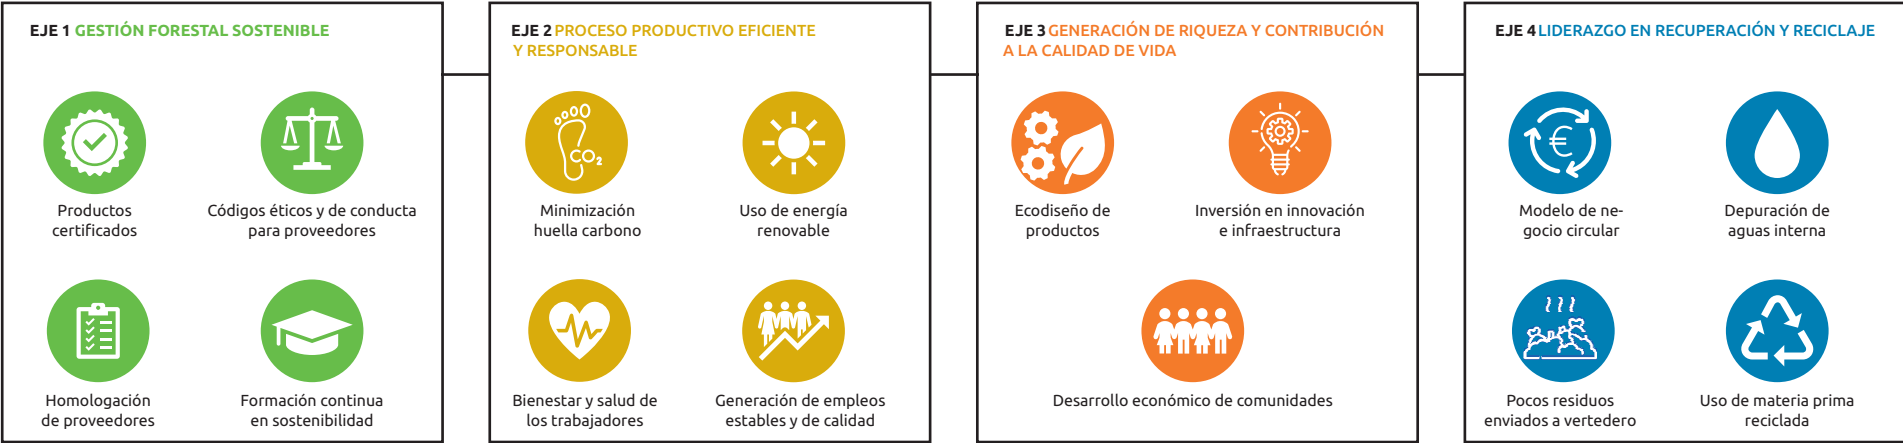 EJE 1 GESTIÓN FORESTAL SOSTENIBLE
Productos
certificados
Códigos éticos y de conducta
para proveedores
Homologación
de proveedores
Formación continua
en sostenibilidad
EJE 2 PROCESO PRODUCTIVO EFICIENTE
Y RESPONSABLE
CO₂
Minimización
huella carbono
Uso de energía
renovable
Bienestar y salud de
los trabajadores
Generación de empleos
estables y de calidad
EJE 3 GENERACIÓN DE RIQUEZA Y CONTRIBUCIÓN
A LA CALIDAD DE VIDA
Ecodiseño de
productos
Inversión en innovación
e infraestructura
Desarrollo económico de comunidades
EJE 4 LIDERAZGO EN RECUPERACIÓN Y RECICLAJE
€
Modelo de ne-
gocio circular
Depuración de
aguas interna
Pocos residuos
enviados a vertedero
Uso de materia prima
reciclada